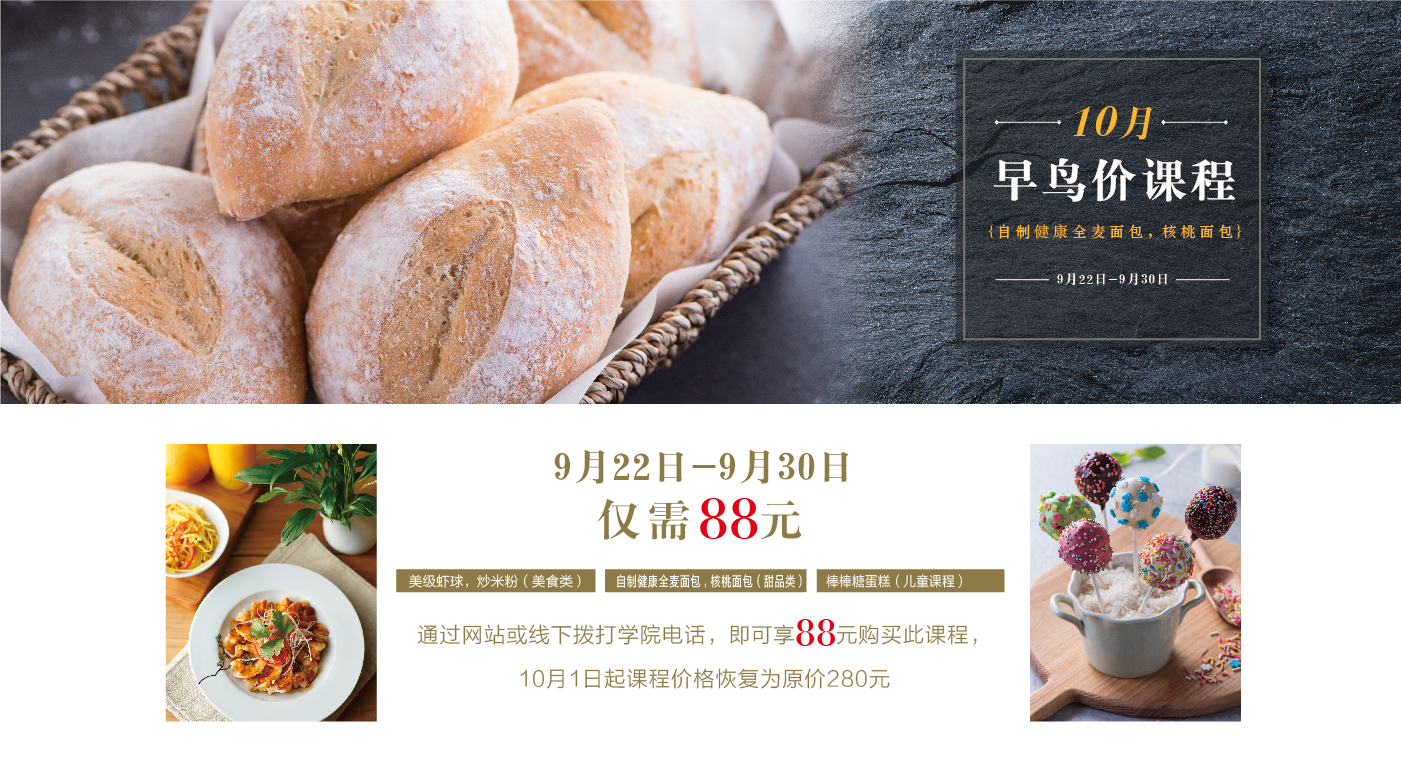 10月
早鸟价课程
{自制健康全麦面包，核桃面包}
9月22日—9月30日
9月22日—9月30日
仅需88元
美级虾球，炒米粉（美食类）
自制健康全麦面包，核桃面包（甜品类）
棒棒糖蛋糕（儿童课程）
通过网站或线下拨打学院电话，即可享88元购买此课程，
10月1日起课程价格恢复为原价280元